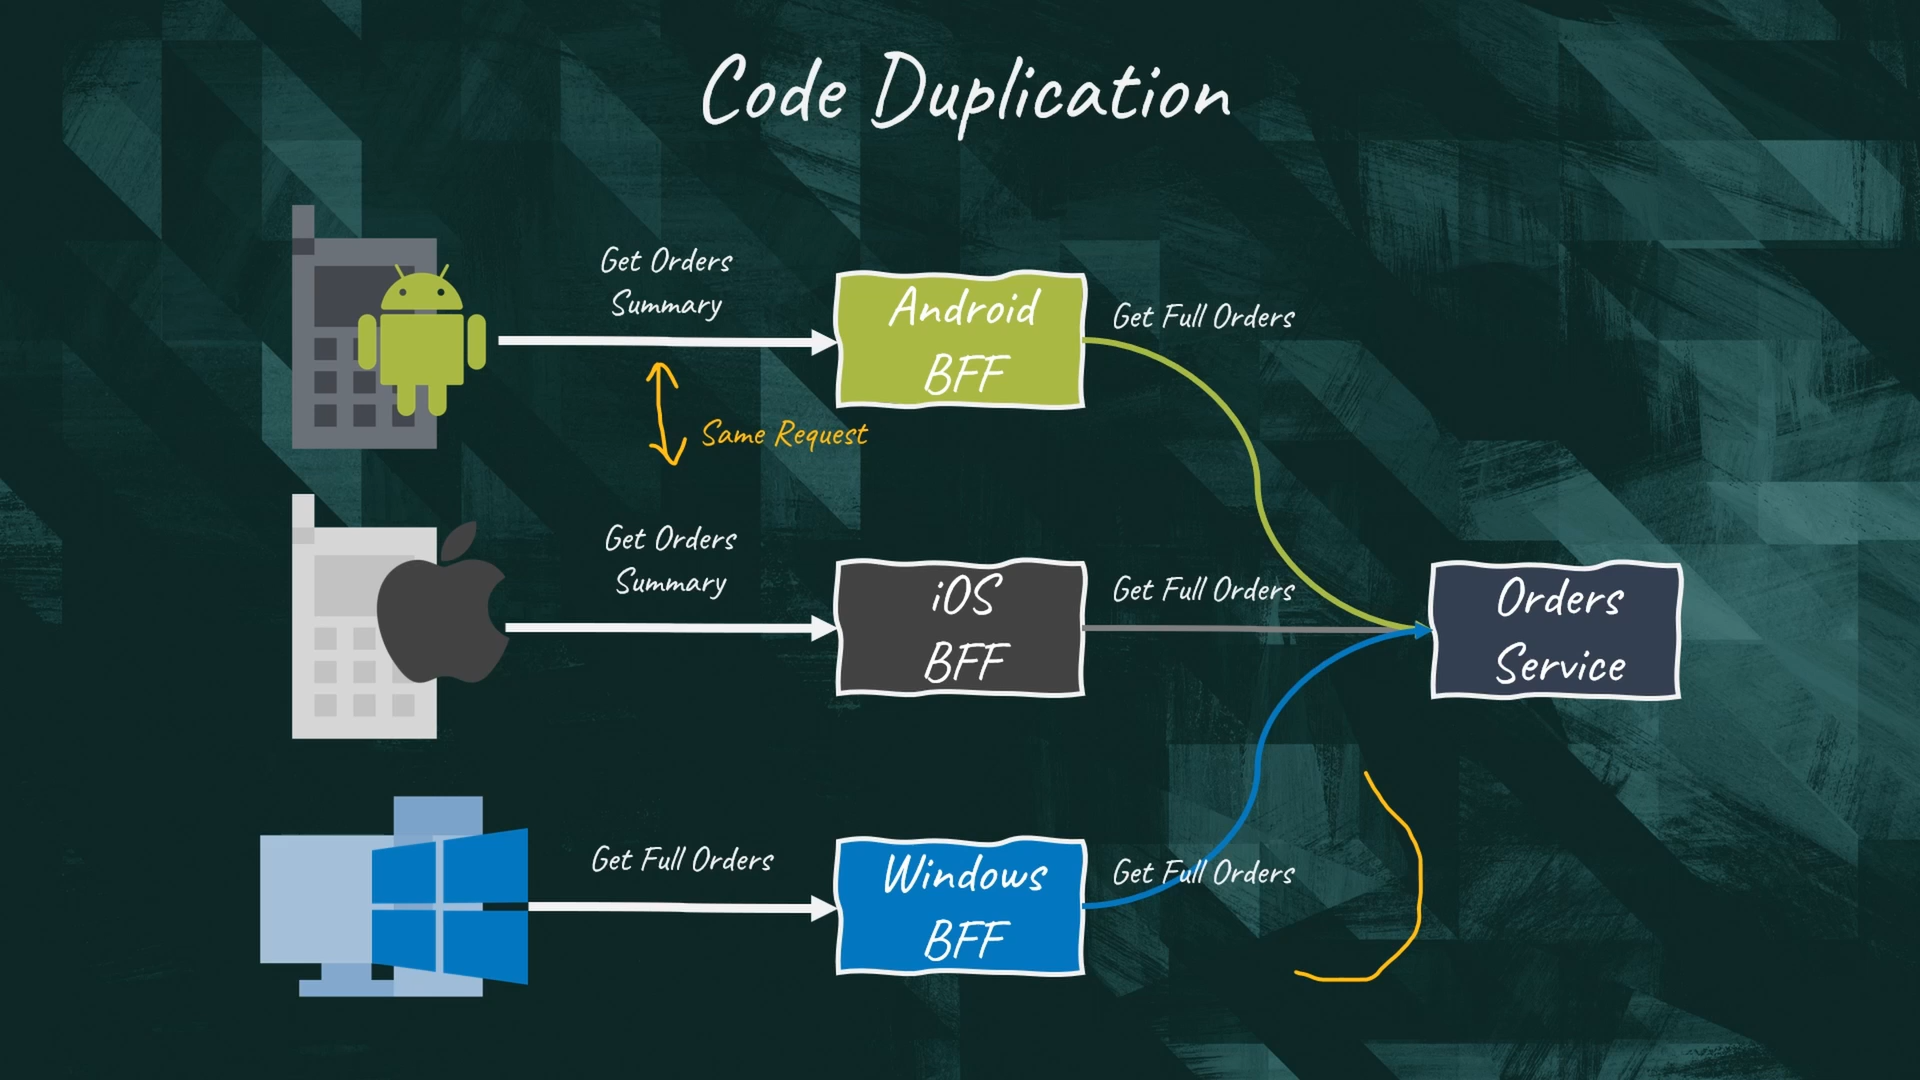 Code Duplication
Get Orders
Summary
Android
BFF
Get Full Orders
Same Request
Get Orders
Summary
iOS
BFF
Get Full Orders
Orders
Service
Get Full Orders
Windows
BFF
Get Full Orders